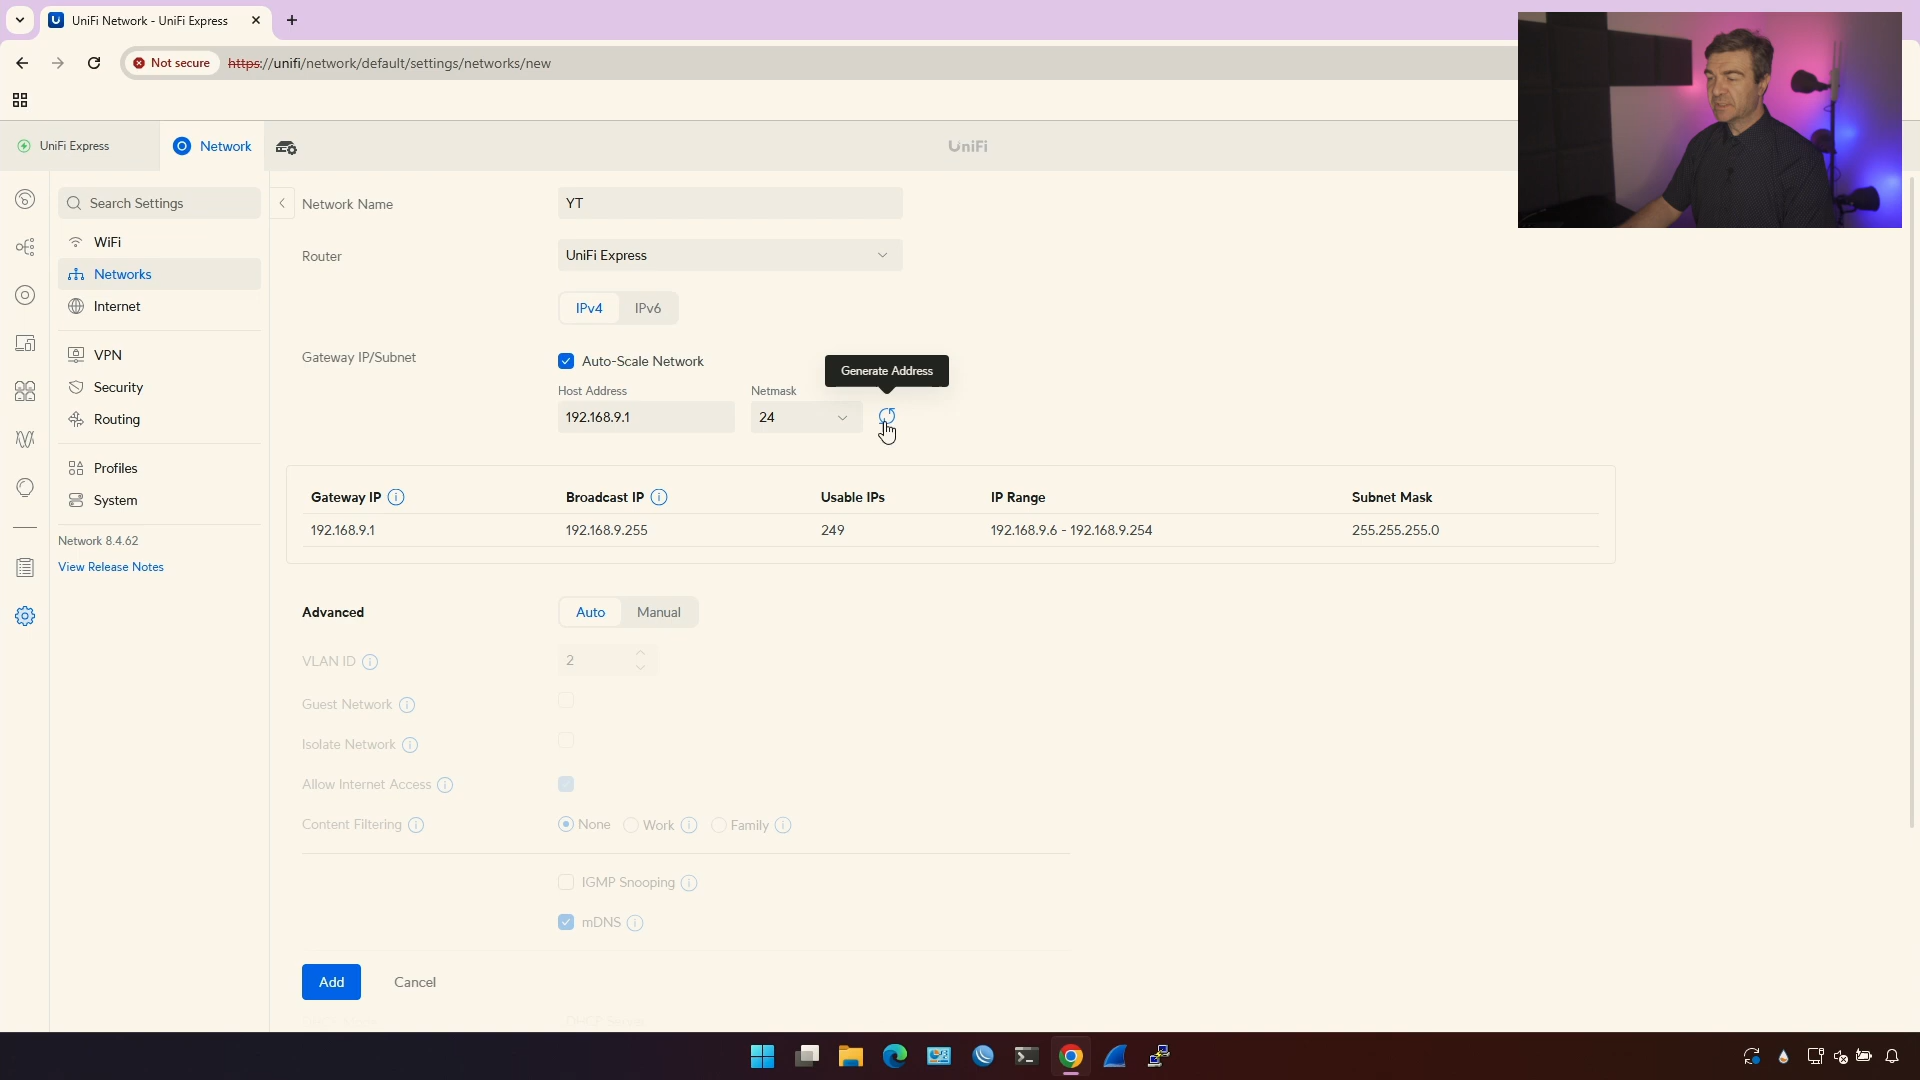 UniFi Network - UniFi Express
Not secure
https://unifi/network/default/settings/networks/new
UniFi Express
Network
UniFi
Search Settings
WiFi
Networks
Internet
VPN
Security
Routing
Profiles
System
Network 8.4.62
View Release Notes
Network Name
YT
Router
UniFi Express
IPv4 IPv6
Gateway IP/Subnet
Auto-Scale Network
Generate Address
Host Address
Netmask
192.168.9.1
24
Gateway IP Broadcast IP Usable IPs IP Range Subnet Mask
192.168.9.1 192.168.9.255 249 192.168.9.6 - 192.168.9.254 255.255.255.0
Advanced
Auto Manual
VLAN ID
2
Guest Network
Isolate Network
Allow Internet Access
Content Filtering
None Work Family
IGMP Snooping
mDNS
Add Cancel